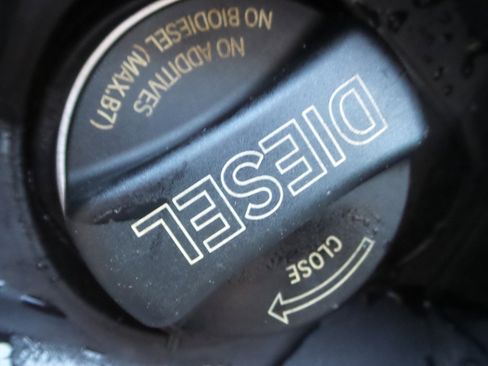 NO ADDITIVES
NO BIODIESEL (MAX.B7)
DIESEL
CLOSE